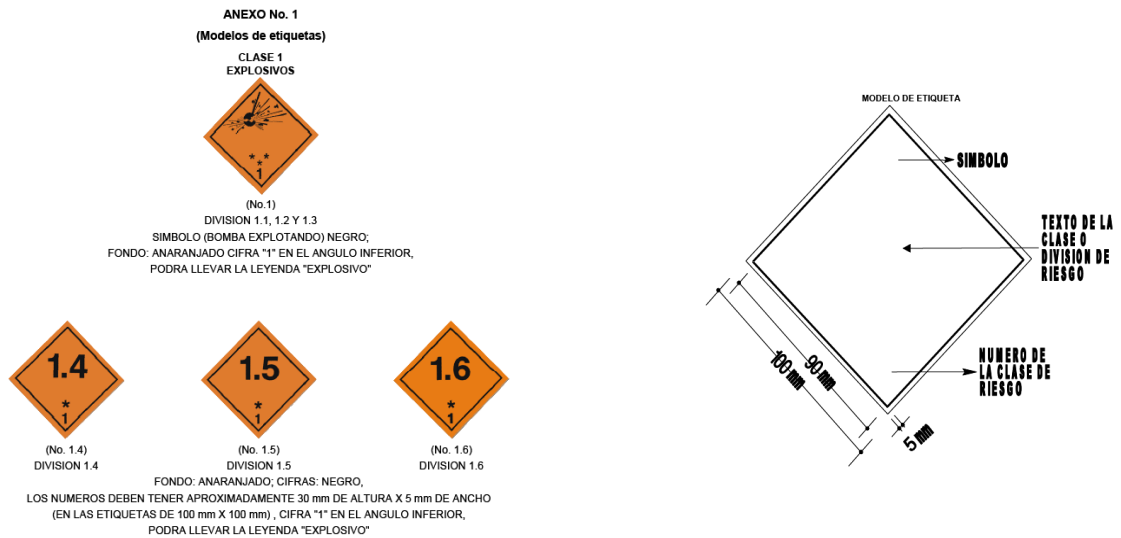 ANEXO No. 1
(Modelos de etiquetas)
CLASE 1
EXPLOSIVOS
* *
*
1
(No.1)
DIVISION 1.1, 1.2 Y 1.3
SIMBOLO (BOMBA EXPLOTANDO) NEGRO;
FONDO: ANARANJADO CIFRA "1" EN EL ANGULO INFERIOR,
PODRA LLEVAR LA LEYENDA "EXPLOSIVO"
1.4
*
1
(No. 1.4)
DIVISION 1.4
1.5
*
1
(No. 1.5)
DIVISION 1.5
1.6
*
1
(No. 1.6)
DIVISION 1.6
FONDO: ANARANJADO; CIFRAS: NEGRO,
LOS NUMEROS DEBEN TENER APROXIMADAMENTE 30 mm DE ALTURA X 5 mm DE ANCHO
(EN LAS ETIQUETAS DE 100 mm X 100 mm) , CIFRA "1" EN EL ANGULO INFERIOR,
PODRA LLEVAR LA LEYENDA "EXPLOSIVO"
MODELO DE ETIQUETA
SIMBOLO
TEXTO DE LA
CLASE O
DIVISION DE
RIESGO
NUMERO DE
LA CLASE DE
RIESGO
100 mm
90 mm
5 mm